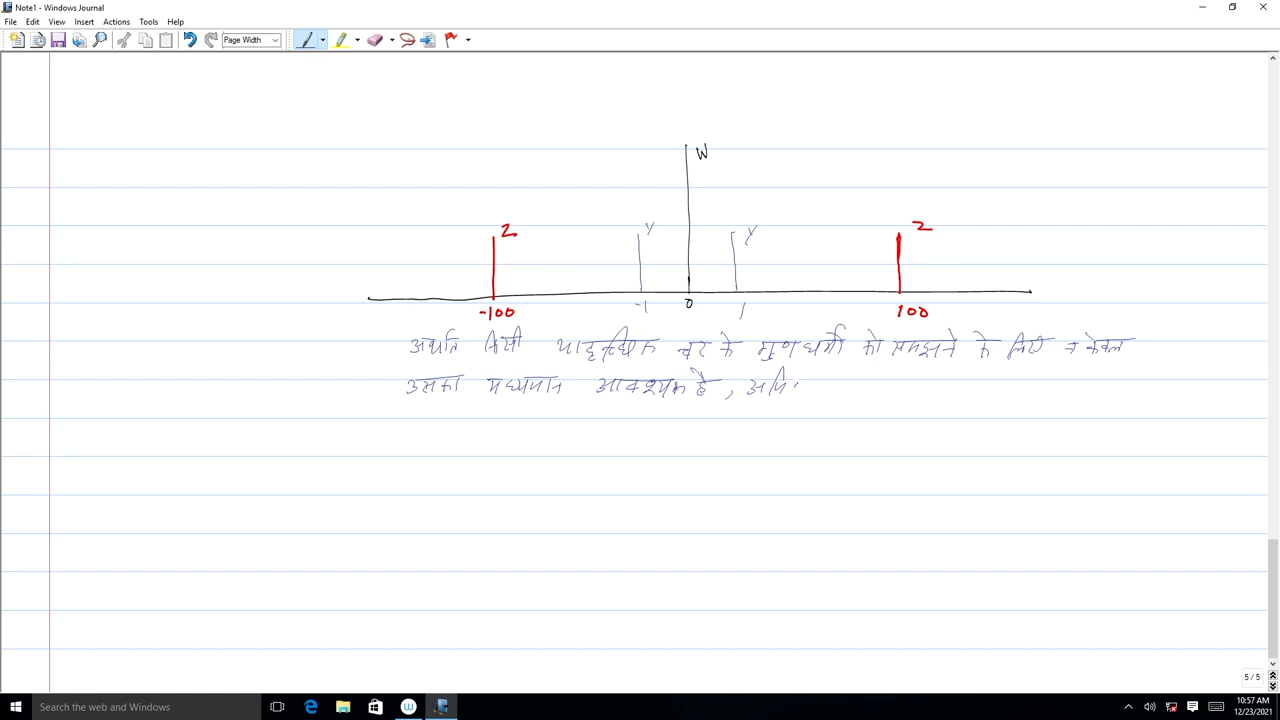 Note1 - Windows Journal
File Edit View Insert Actions Tools Help
Page Width
W
Z Y Y Z
-100 -1 0 1 100
अर्थात किसी यादृच्छिक चर के गुणधर्मों को समझने के लिये न केवल
उसका मध्यमान आवश्यक है, अपि
5 / 5
Search the web and Windows
10:57 AM
12/23/2021